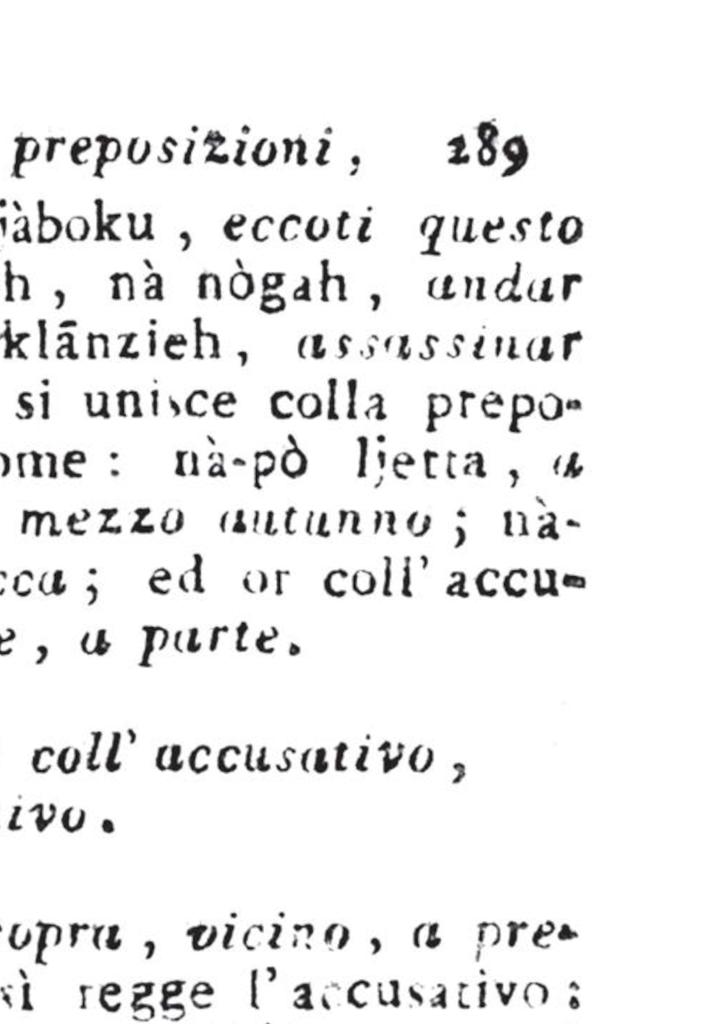 preposizioni, 289
jàboku, eccoti questo
h, nà nògah, andar
klānzieh, assassinar
si unisce colla prepo-
ome: nà-pò ljetta, a
mezzo autunno; nà-
cca; ed or coll' accu-
e, a parte.
coll' accusativo,
ivo.
opra, vicino, a pre-
sì regge l' accusativo: